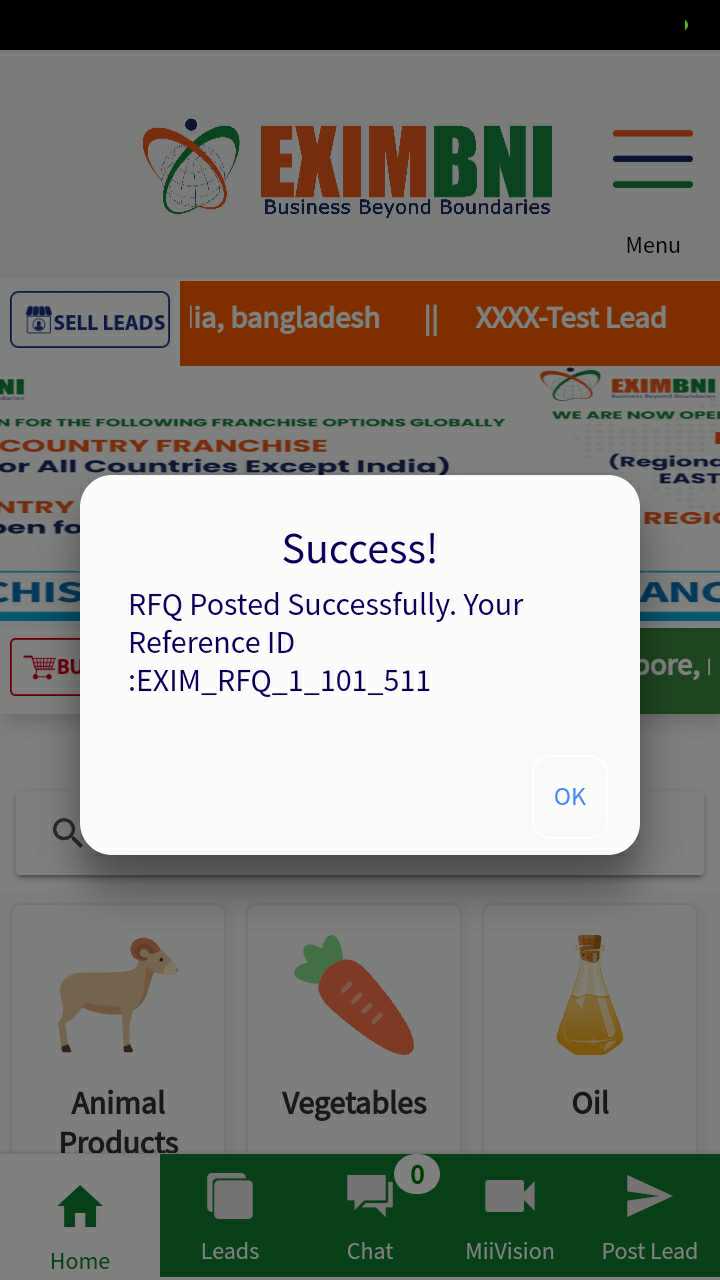 EXIMBNI
Business Beyond Boundaries
Menu
SELL LEADS
lia, bangladesh || XXXX-Test Lead
NI
EXIMBNI
N FOR THE FOLLOWING FRANCHISE OPTIONS GLOBALLY
WE ARE NOW OPE
COUNTRY FRANCHISE
or All Countries Except India)
(Regiona
EAST
NTRY
REGIO
pen fo
CHIS
ANC
Success!
RFQ Posted Successfully. Your
Reference ID
:EXIM_RFQ_1_101_511
OK
BU
pore,
Animal
Products
Vegetables
Oil
0
Home
Leads
Chat
MiiVision
Post Lead